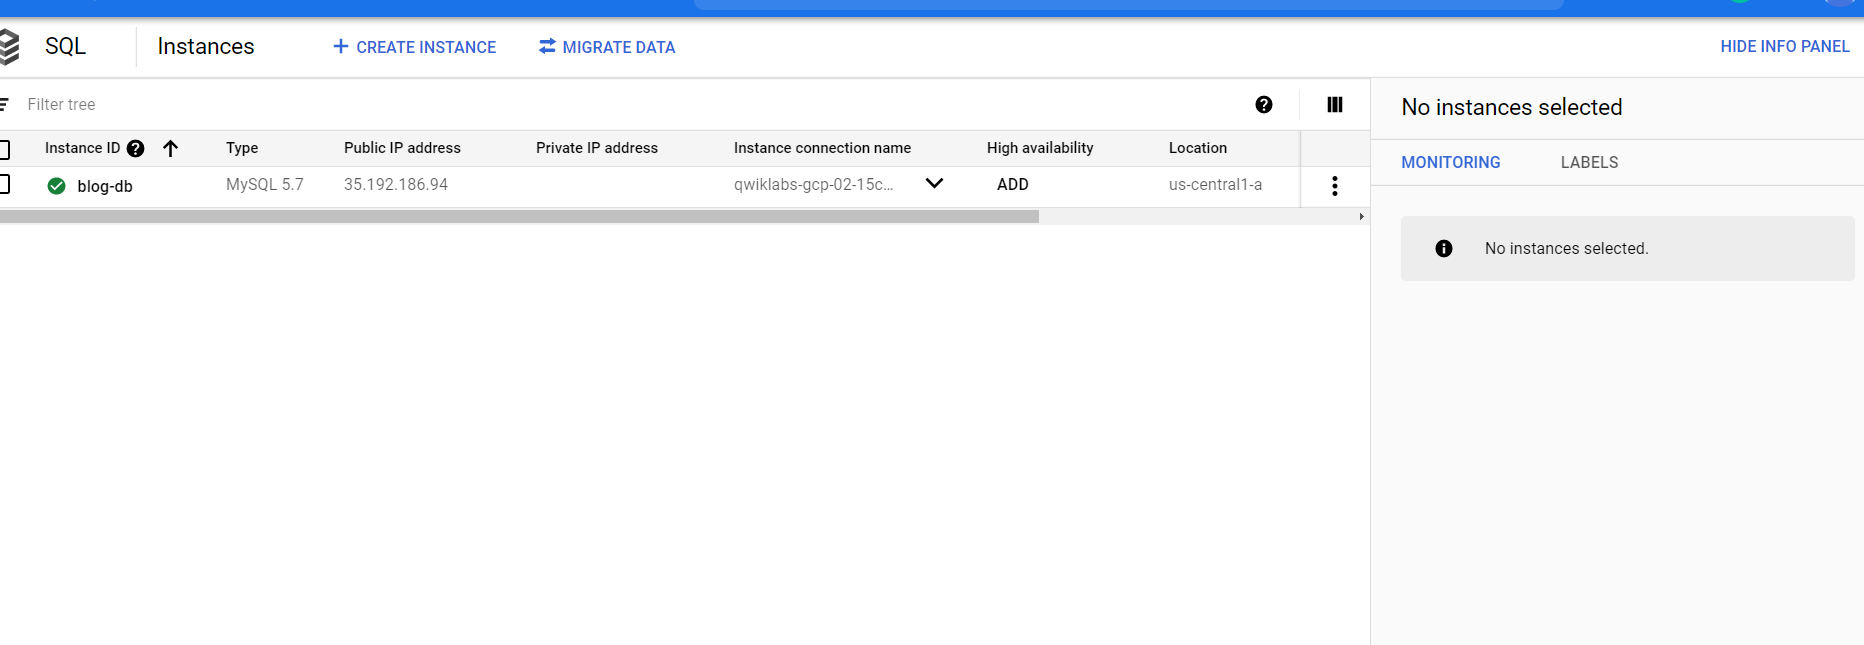 SQL Instances CREATE INSTANCE MIGRATE DATA HIDE INFO PANEL
Filter tree
Instance ID Type Public IP address Private IP address Instance connection name High availability Location
blog-db MySQL 5.7 35.192.186.94 qwiklabs-gcp-02-15c... ADD us-central1-a
No instances selected
MONITORING LABELS
No instances selected.